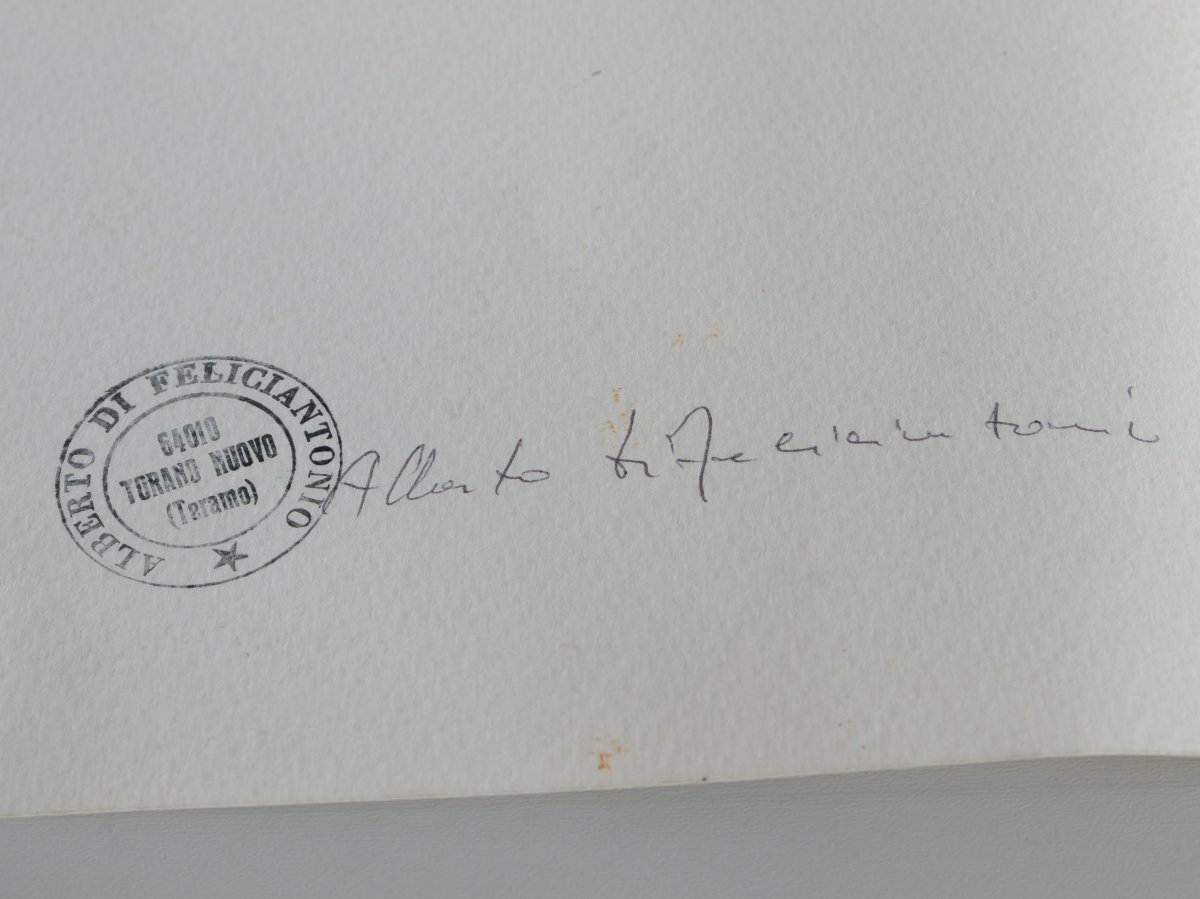 ALBERTO DI FELICIANTONIO
64010
TORANO NUOVO
(Teramo)
Alberto di Feliciantonio